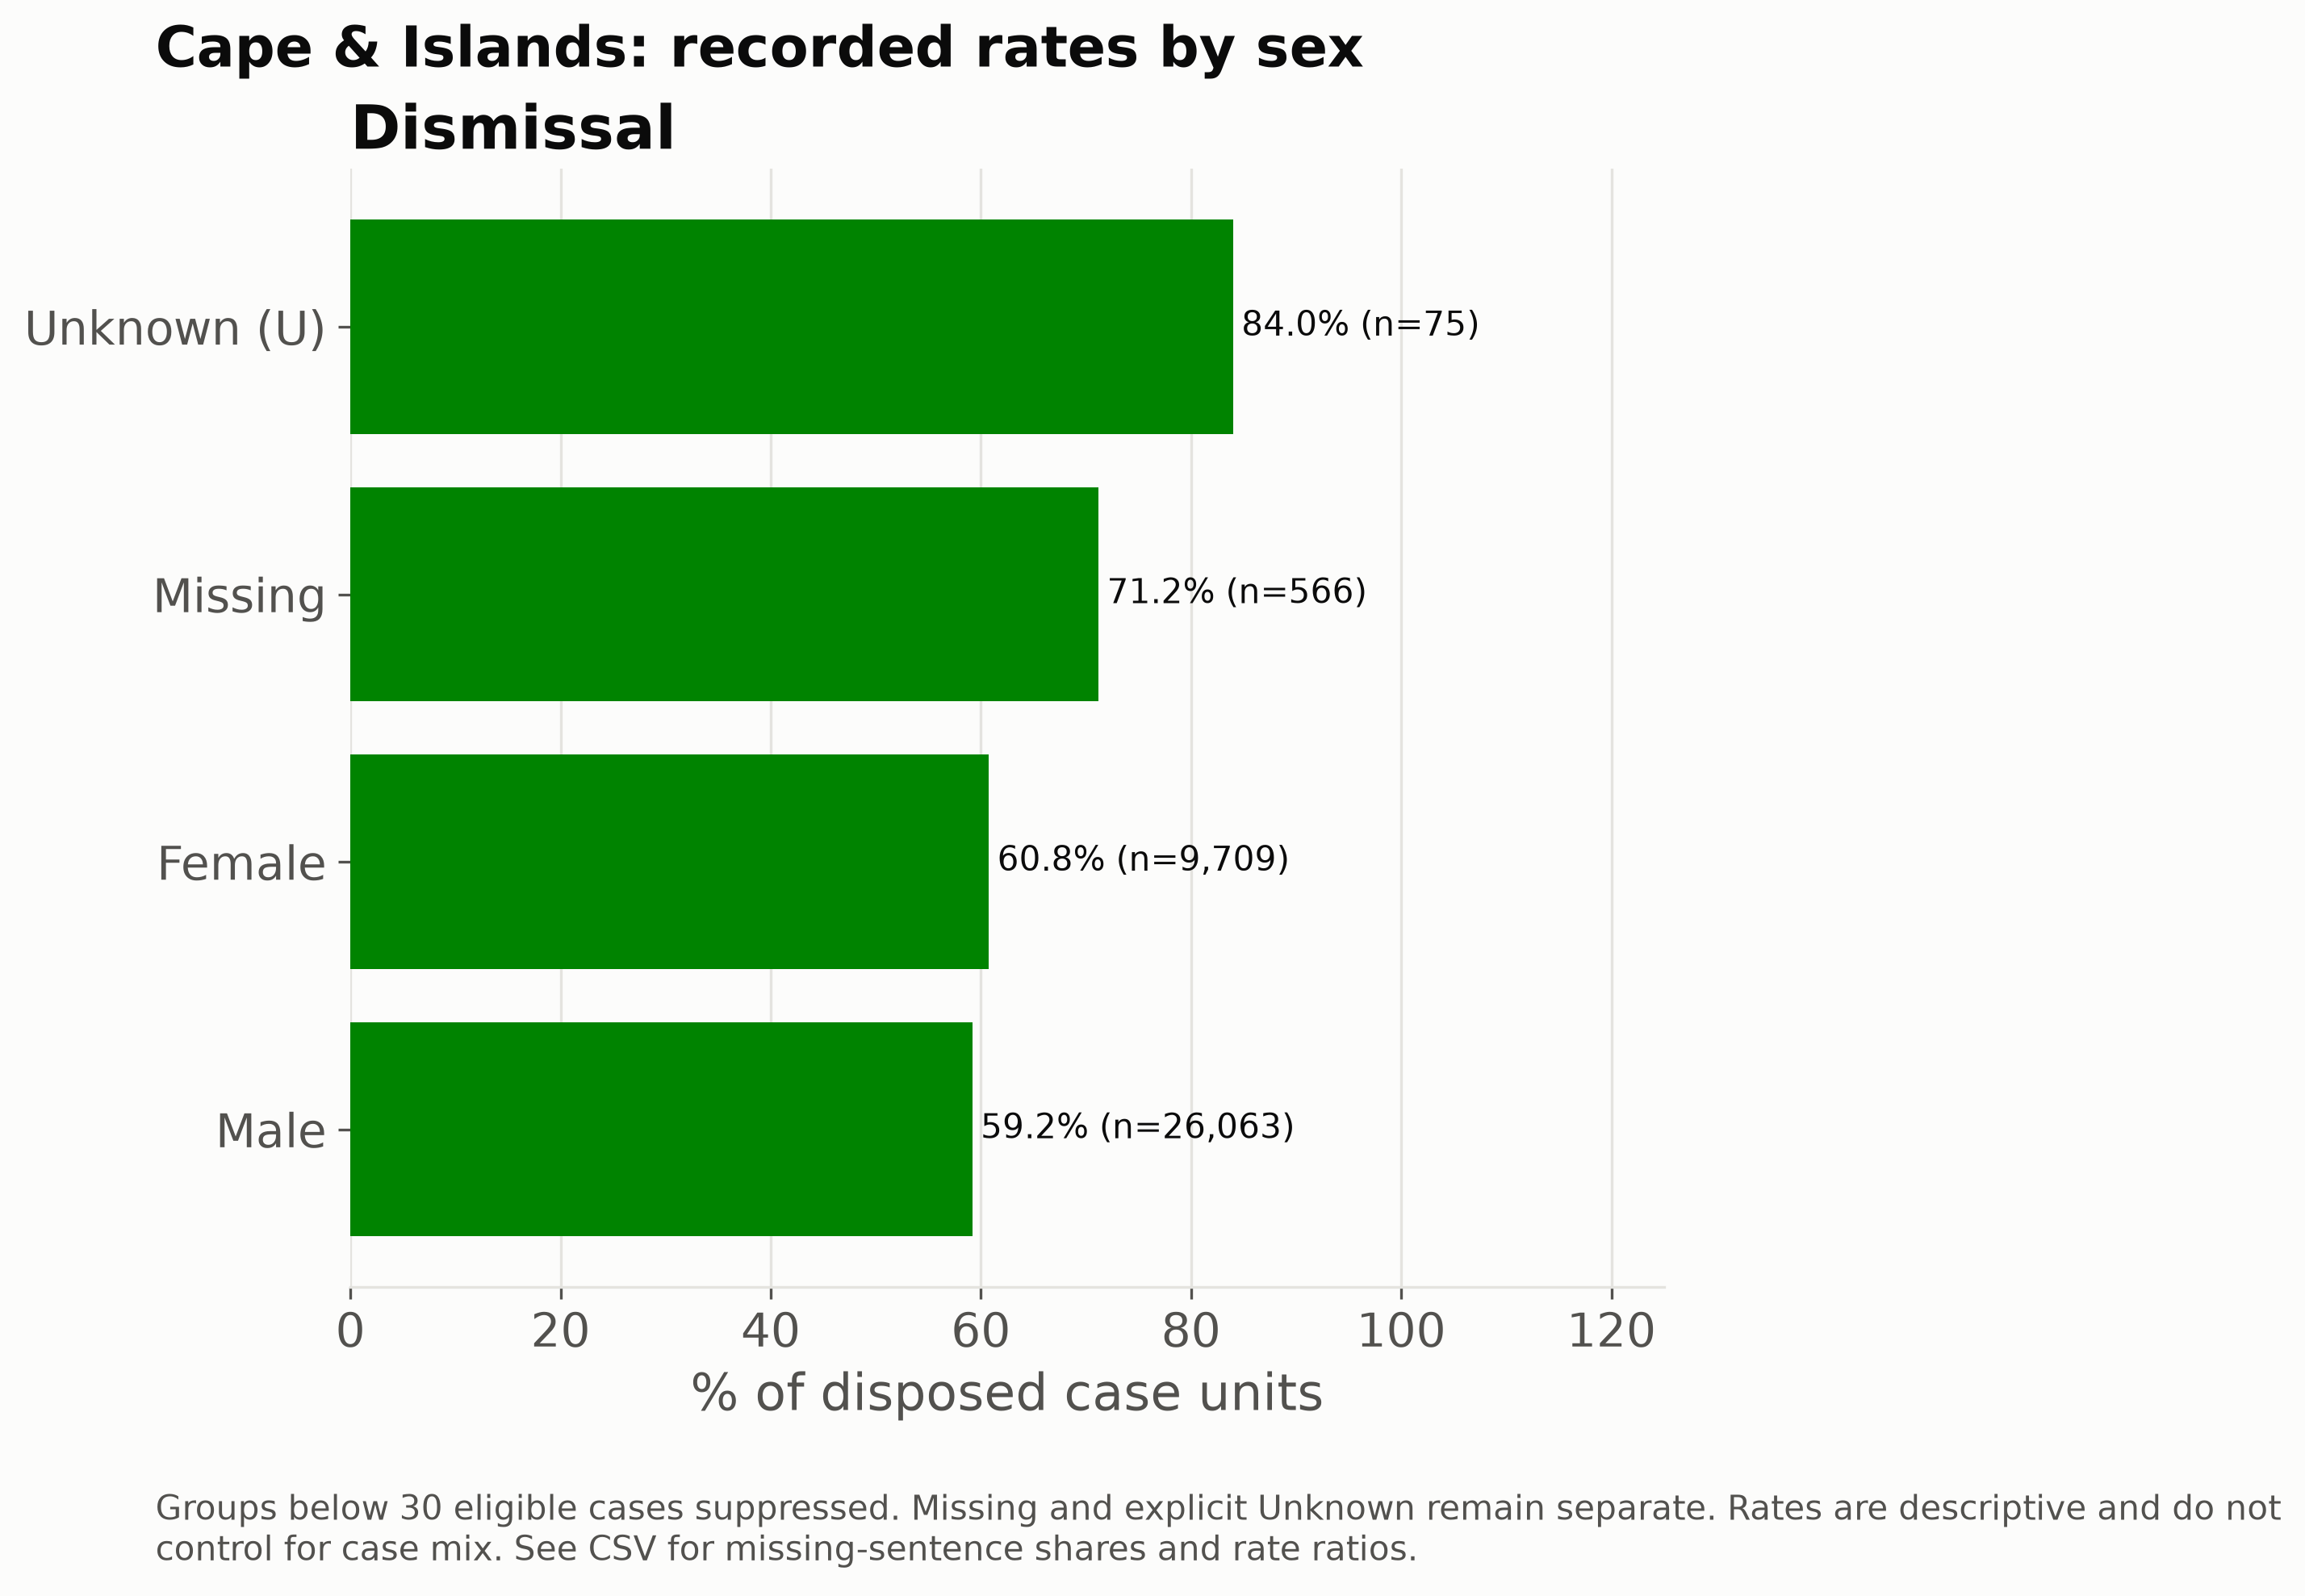 Cape & Islands: recorded rates by sex
Dismissal
Unknown (U)
84.0% (n=75)
Missing
71.2% (n=566)
Female
60.8% (n=9,709)
Male
59.2% (n=26,063)
0 20 40 60 80 100 120
% of disposed case units
Groups below 30 eligible cases suppressed. Missing and explicit Unknown remain separate. Rates are descriptive and do not
control for case mix. See CSV for missing-sentence shares and rate ratios.